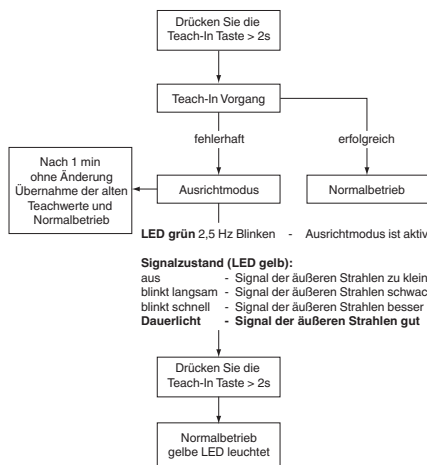 Drücken Sie die
Teach-In Taste > 2s
Teach-In Vorgang
fehlerhaft
erfolgreich
Nach 1 min
ohne Änderung
Übernahme der alten
Teachwerte und
Normalbetrieb
Ausrichtmodus
Normalbetrieb
LED grün 2,5 Hz Blinken - Ausrichtmodus ist aktiv
Signalzustand (LED gelb):
aus - Signal der äußeren Strahlen zu klein
blinkt langsam - Signal der äußeren Strahlen schwac
blinkt schnell - Signal der äußeren Strahlen besser
Dauerlicht - Signal der äußeren Strahlen gut
Drücken Sie die
Teach-In Taste > 2s
Normalbetrieb
gelbe LED leuchtet